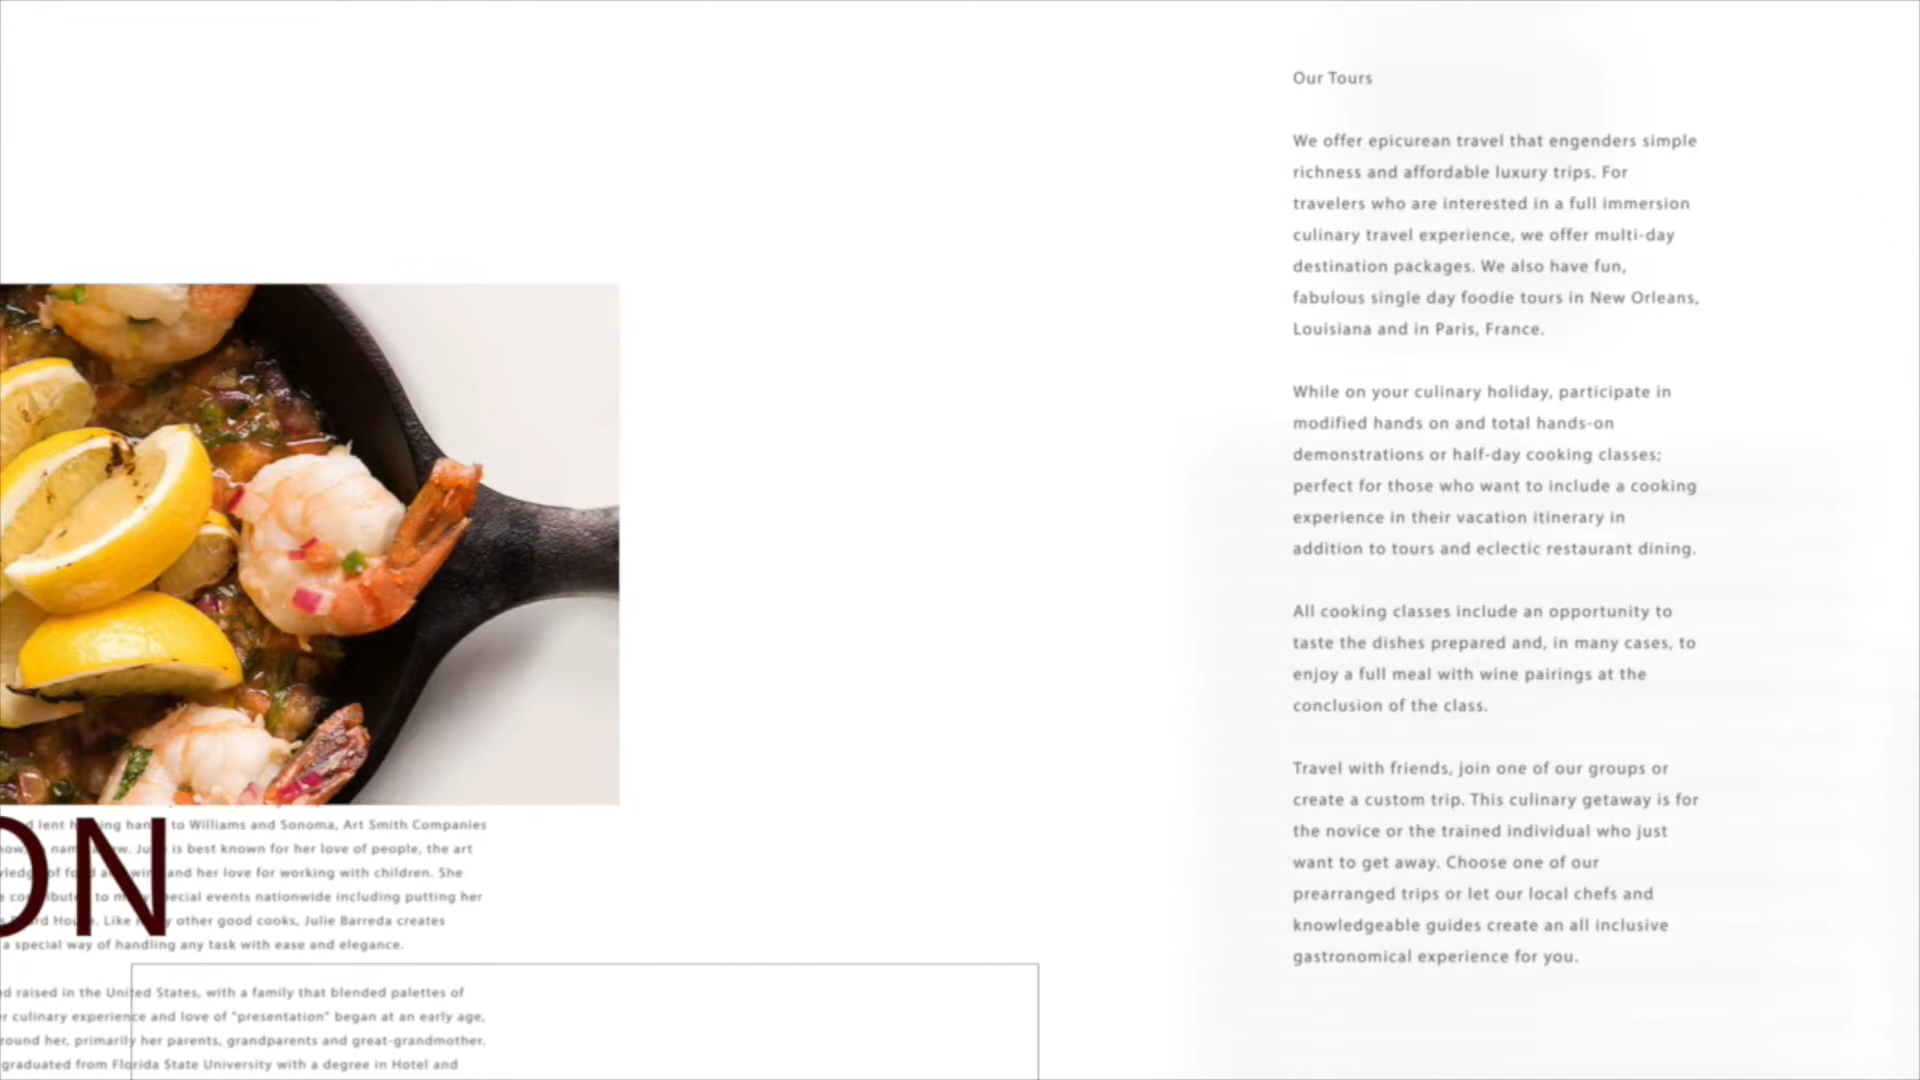 Our Tours
We offer epicurean travel that engenders simple
richness and affordable luxury trips. For
travelers who are interested in a full immersion
culinary travel experience, we offer multi-day
destination packages. We also have fun,
fabulous single day foodie tours in New Orleans,
Louisiana and in Paris, France.
While on your culinary holiday, participate in
modified hands on and total hands-on
demonstrations or half-day cooking classes;
perfect for those who want to include a cooking
experience in their vacation itinerary in
addition to tours and eclectic restaurant dining.
All cooking classes include an opportunity to
taste the dishes prepared and, in many cases, to
enjoy a full meal with wine pairings at the
conclusion of the class.
Travel with friends, join one of our groups or
create a custom trip. This culinary getaway is for
the novice or the trained individual who just
want to get away. Choose one of our
prearranged trips or let our local chefs and
knowledgeable guides create an all inclusive
gastronomical experience for you.
ON
lent to Williams and Sonoma, Art Smith Companies
is best known for her love of people, the art
of and her love for working with children. She
to special events nationwide including putting her
Like other good cooks, Julie Barreda creates
a special way of handling any task with ease and elegance.
raised in the United States, with a family that blended palettes of
culinary experience and love of "presentation" began at an early age,
her, primarily her parents, grandparents and great-grandmother.
graduated from Florida State University with a degree in Hotel and